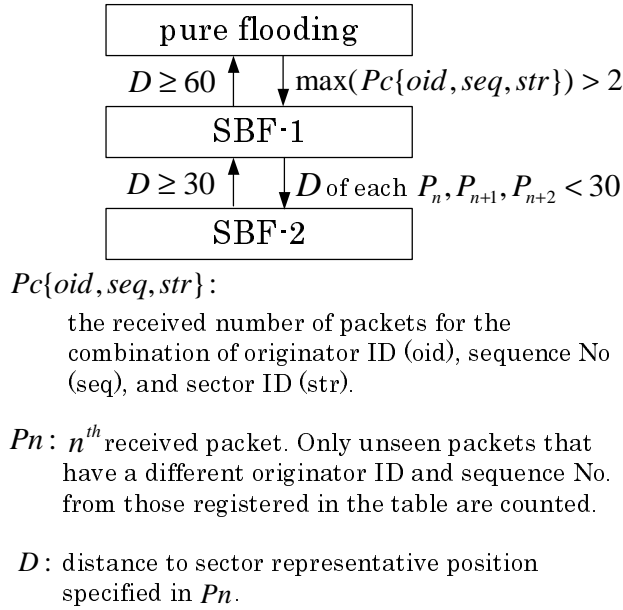 pure flooding
D ≥ 60 max(Pc{oid, seq, str}) > 2
SBF-1
D ≥ 30 D of each Pn, Pn+1, Pn+2 < 30
SBF-2
Pc{oid, seq, str}:
the received number of packets for the
combination of originator ID (oid), sequence No
(seq), and sector ID (str).
Pn: nth received packet. Only unseen packets that
have a different originator ID and sequence No.
from those registered in the table are counted.
D: distance to sector representative position
specified in Pn.